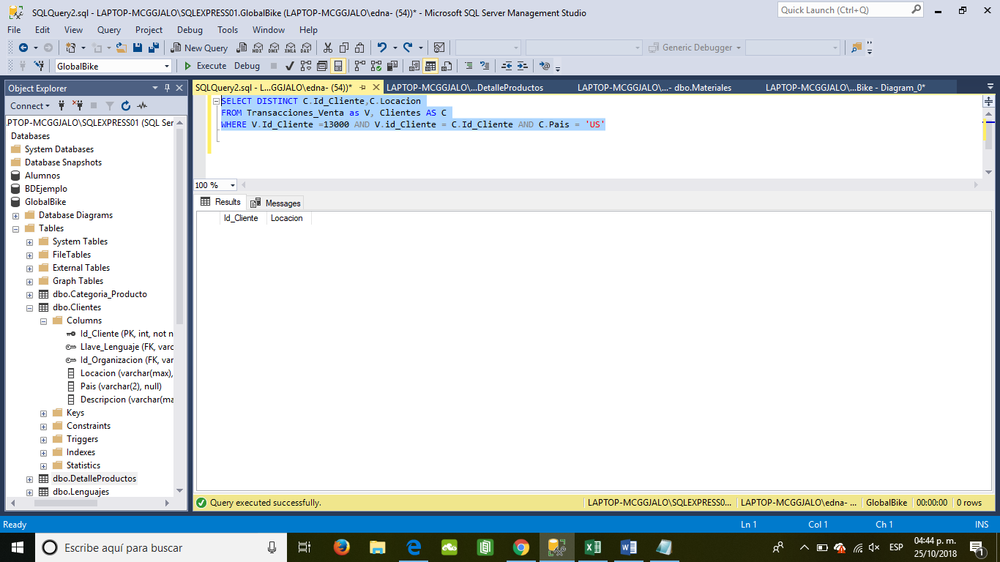 SQLQuery2.sql - LAPTOP-MCGGJALO\SQLEXPRESS01.GlobalBike (LAPTOP-MCGGJALO\edna- (54))* - Microsoft SQL Server Management Studio
Quick Launch (Ctrl+Q)
File Edit View Query Project Debug Tools Window Help
New Query
MDX DMX XMLA DAX
Generic Debugger
GlobalBike
Execute Debug
Object Explorer
SQLQuery2.sql - L...GGJALO\edna- (54))*
LAPTOP-MCGGJALO\...DetalleProductos
LAPTOP-MCGGJALO\...- dbo.Materiales
LAPTOP-MCGGJALO\...Bike - Diagram_0*
Connect
.PTOP-MCGGJALO\SQLEXPRESS01 (SQL Ser
Databases
System Databases
Database Snapshots
Alumnos
BDEjemplo
GlobalBike
Database Diagrams
Tables
System Tables
FileTables
External Tables
Graph Tables
dbo.Categoria_Producto
dbo.Clientes
Columns
Id_Cliente (PK, int, not n
Llave_Lenguaje (FK, varc
Id_Organizacion (FK, var
Locacion (varchar(max),
Pais (varchar(2), null)
Descripcion (varchar(ma
Keys
Constraints
Triggers
Indexes
Statistics
dbo.DetalleProductos
dbo.Lenguajes
SELECT DISTINCT C.Id_Cliente,C.Locacion
FROM Transacciones_Venta as V, Clientes AS C
WHERE V.Id_Cliente =13000 AND V.id_Cliente = C.Id_Cliente AND C.Pais = 'US'
100 %
Results Messages
Id_Cliente Locacion
Query executed successfully.
LAPTOP-MCGGJALO\SQLEXPRESS0... LAPTOP-MCGGJALO\edna- ... GlobalBike 00:00:00 0 rows
Ready
Ln 1 Col 1 Ch 1 INS
Escribe aquí para buscar
ESP
04:44 p. m.
25/10/2018
1